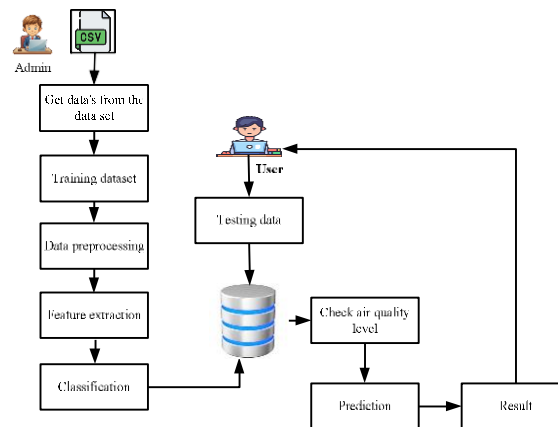 CSV
Admin
Get data's from the
data set
Training dataset
Data preprocessing
Feature extraction
Classification
User
Testing data
Check air quality
level
Prediction
Result